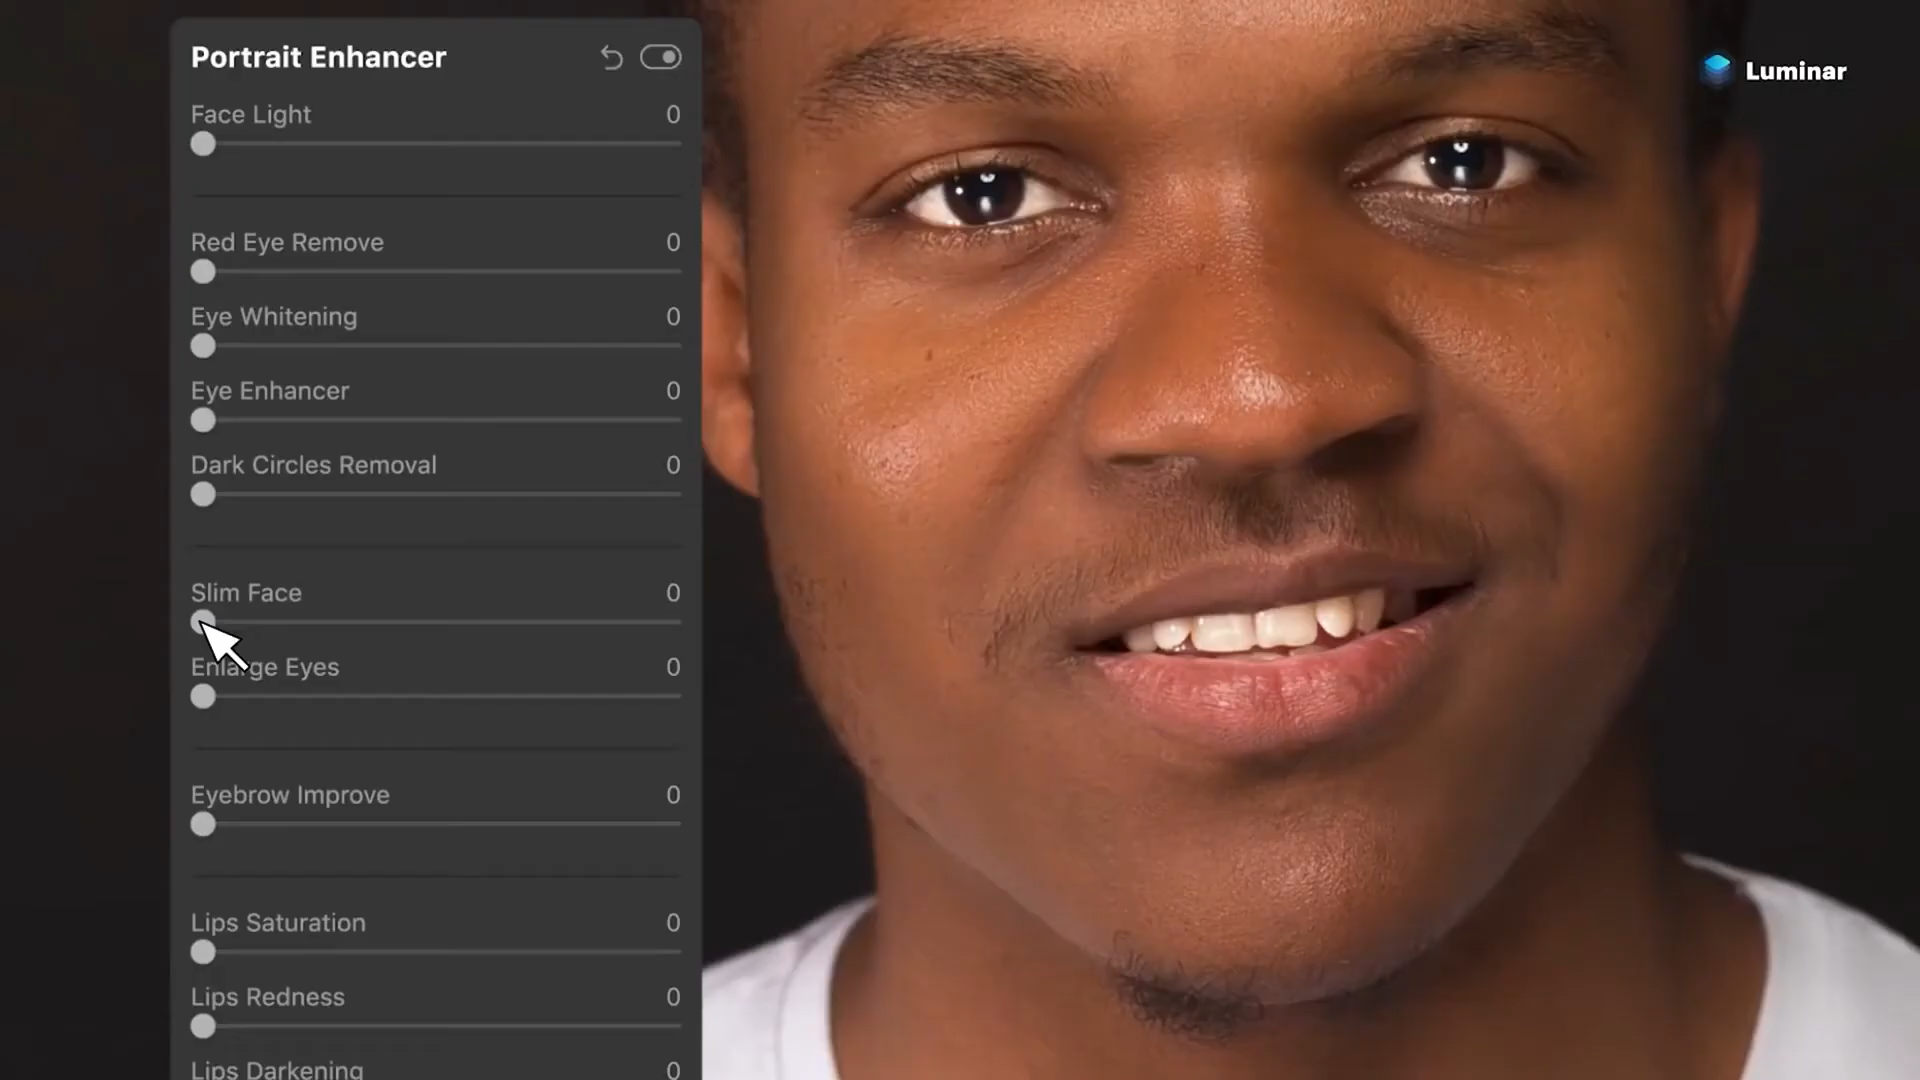 Portrait Enhancer
Luminar
Face Light 0
Red Eye Remove 0
Eye Whitening 0
Eye Enhancer 0
Dark Circles Removal 0
Slim Face 0
Enlarge Eyes 0
Eyebrow Improve 0
Lips Saturation 0
Lips Redness 0
Lips Darkening 0